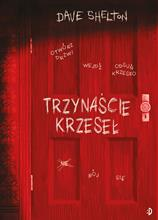 DAVE SHELTON
OTWÓRZ
DRZWI
WEJDŹ
ODSUŃ
KRZESŁO
TRZYNAŚCIE
KRZESEŁ
BÓJ
SIĘ